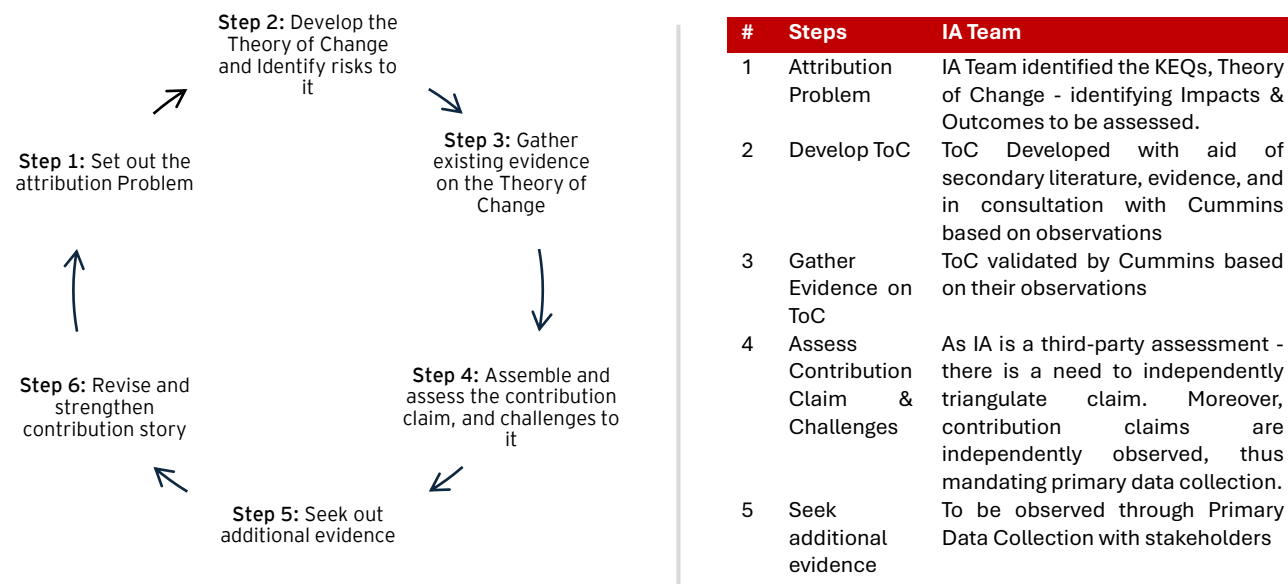 Step 2: Develop the
Theory of Change
and Identify risks to
it
Step 3: Gather
existing evidence
on the Theory of
Change
Step 1: Set out the
attribution Problem
Step 4: Assemble and
assess the contribution
claim, and challenges to
it
Step 6: Revise and
strengthen
contribution story
Step 5: Seek out
additional evidence
# Steps IA Team
1 Attribution IA Team identified the KEQs, Theory
Problem of Change - identifying Impacts &
Outcomes to be assessed.
2 Develop ToC ToC Developed with aid of
secondary literature, evidence, and
in consultation with Cummins
based on observations
3 Gather ToC validated by Cummins based
Evidence on on their observations
ToC
4 Assess As IA is a third-party assessment -
Contribution there is a need to independently
Claim & triangulate claim. Moreover,
Challenges contribution claims are
independently observed, thus
mandating primary data collection.
5 Seek To be observed through Primary
additional Data Collection with stakeholders
evidence